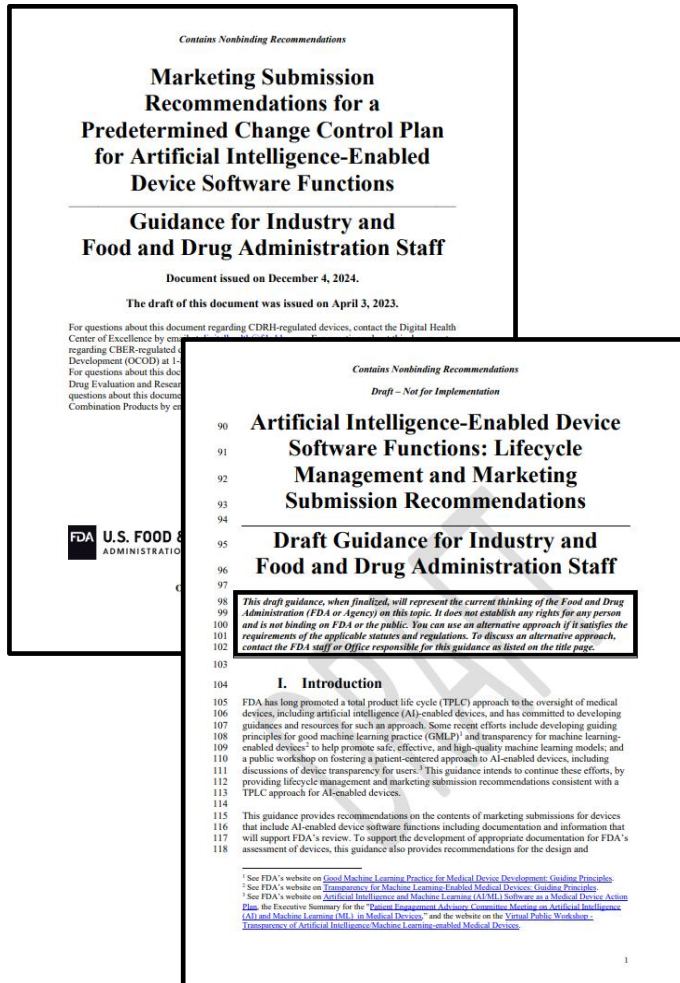 Contains Nonbinding Recommendations
Marketing Submission
Recommendations for a
Predetermined Change Control Plan
for Artificial Intelligence-Enabled
Device Software Functions
Guidance for Industry and
Food and Drug Administration Staff
Document issued on December 4, 2024.
The draft of this document was issued on April 3, 2023.
For questions about this document regarding CDRH-regulated devices, contact the Digital Health
Center of Excellence by
regarding CBER-regulated
Development (OCOD) at 1-
For questions about this
Drug Evaluation and
questions about this
Combination Products by
FDA U.S. FOOD &
Contains Nonbinding Recommendations
Draft – Not for Implementation
90 Artificial Intelligence-Enabled Device
91 Software Functions: Lifecycle
92 Management and Marketing
93 Submission Recommendations
94
95 Draft Guidance for Industry and
96 Food and Drug Administration Staff
97
98 This draft guidance, when finalized, will represent the current thinking of the Food and Drug
99 Administration (FDA or Agency) on this topic. It does not establish any rights for any person
100 and is not binding on FDA or the public. You can use an alternative approach if it satisfies the
101 requirements of the applicable statutes and regulations. To discuss an alternative approach,
102 contact the FDA staff or Office responsible for this guidance as listed on the title page.
103
104 I. Introduction
105 FDA has long promoted a total product life cycle (TPLC) approach to the oversight of medical
106 devices, including artificial intelligence (AI)-enabled devices, and has committed to developing
107 guidances and resources for such an approach. Some recent efforts include developing guiding
108 principles for good machine learning practice (GMLP)1 and transparency for machine learning-
109 enabled devices2 to help promote safe, effective, and high-quality machine learning models; and
110 a public workshop on fostering a patient-centered approach to AI-enabled devices, including
111 discussions of device transparency for users.3 This guidance intends to continue these efforts, by
112 providing lifecycle management and marketing submission recommendations consistent with a
113 TPLC approach for AI-enabled devices.
114
115 This guidance provides recommendations on the contents of marketing submissions for devices
116 that include AI-enabled device software functions including documentation and information that
117 will support FDA's review. To support the development of appropriate documentation for FDA's
118 assessment of devices, this guidance also provides recommendations for the design and
1 See FDA's website on Good Machine Learning Practice for Medical Device Development: Guiding Principles.
2 See FDA's website on Transparency for Machine Learning-Enabled Medical Devices: Guiding Principles.
3 See FDA's website on Artificial Intelligence and Machine Learning (AI/ML) Software as a Medical Device Action
Plan, the Executive Summary for the "Patient Engagement Advisory Committee Meeting on Artificial Intelligence
(AI) and Machine Learning (ML) in Medical Devices," and the website on the Virtual Public Workshop -
Transparency of Artificial Intelligence/Machine Learning-enabled Medical Devices.
1
DRAFT